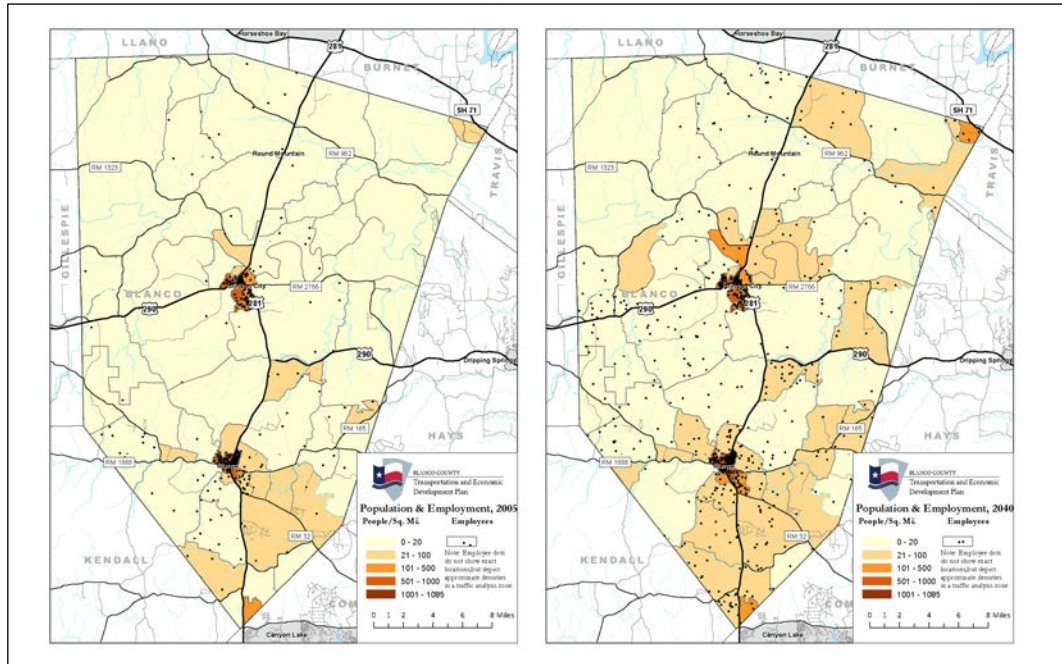 Horseshoe Bay
LLANO
281
BURNET
SH 71
Round Mountain
RM 962
RM 1323
TRAVIS
GILLESPIE
City
BLANCO
RM 2766
290
281
290
Dripping Springs
RM 165
HAYS
RM 1888
RM 32
KENDALL
COM
Canyon Lake
BLANCO COUNTY
Transportation and Economic
Development Plan
Population & Employment, 2005
People/Sq. Mi. Employees
0 - 20
21 - 100
101 - 500
501 - 1000
1001 - 1085
Note: Employee dots
do not show exact
locations, but depict
approximate densities
in a traffic analysis zone.
0 1 2 4 6 8 Miles
Horseshoe Bay
LLANO
281
BURNET
SH 71
Round Mountain
RM 962
RM 1323
TRAVIS
GILLESPIE
City
BLANCO
RM 2766
290
281
290
Dripping Springs
RM 165
HAYS
RM 1888
RM 32
KENDALL
COM
Canyon Lake
BLANCO COUNTY
Transportation and Economic
Development Plan
Population & Employment, 2040
People/Sq. Mi. Employees
0 - 20
21 - 100
101 - 500
501 - 1000
1001 - 1085
Note: Employee dots
do not show exact
locations, but depict
approximate densities
in a traffic analysis zone.
0 1 2 4 6 8 Miles